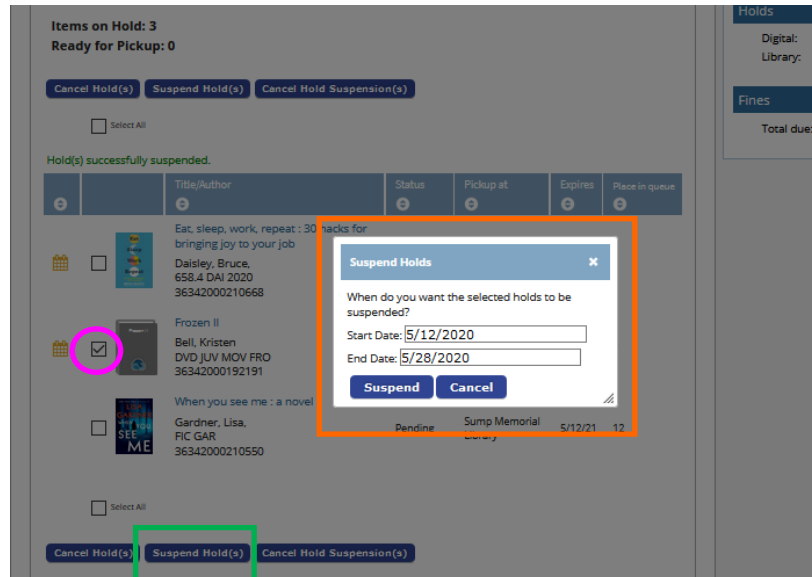 Items on Hold: 3
Ready for Pickup: 0
Cancel Hold(s) Suspend Hold(s) Cancel Hold Suspension(s)
Select All
Hold(s) successfully suspended.
Title/Author Status Pickup at Expires Place in queue
Eat, sleep, work, repeat : 30 hacks for
bringing joy to your job
Daisley, Bruce,
658.4 DAI 2020
36342000210668
Frozen II
Bell, Kristen
DVD JUV MOV FRO
36342000192191
When you see me : a novel
Gardner, Lisa,
FIC GAR
36342000210550
SEE
ME
Pending Sump Memorial
Library 5/12/21 12
Select All
Cancel Hold(s) Suspend Hold(s) Cancel Hold Suspension(s)
Suspend Holds
When do you want the selected holds to be
suspended?
Start Date: 5/12/2020
End Date: 5/28/2020
Suspend Cancel
Holds
Digital:
Library:
Fines
Total due: